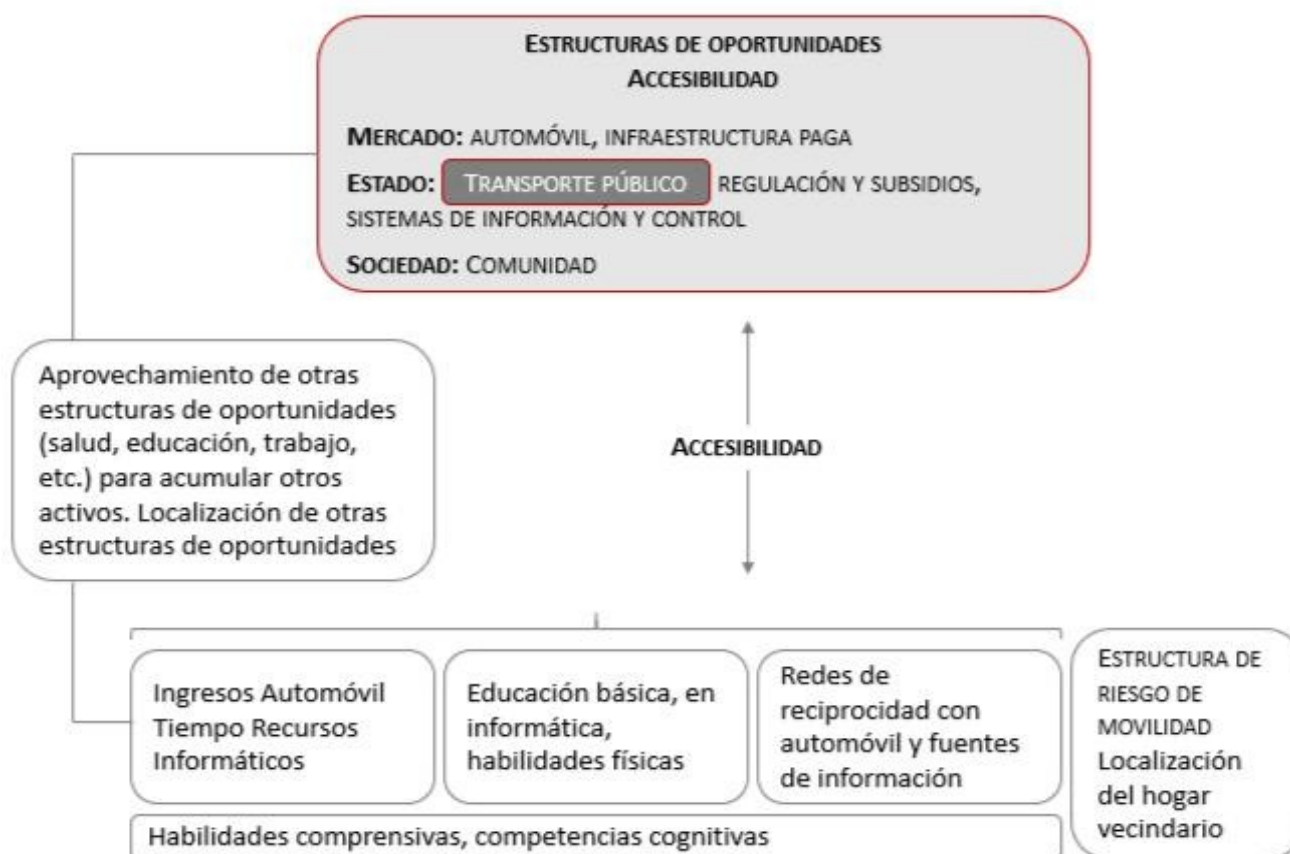 ESTRUCTURAS DE OPORTUNIDADES
ACCESIBILIDAD
MERCADO: AUTOMÓVIL, INFRAESTRUCTURA PAGA
ESTADO: TRANSPORTE PÚBLICO REGULACIÓN Y SUBSIDIOS,
SISTEMAS DE INFORMACIÓN Y CONTROL
SOCIEDAD: COMUNIDAD
Aprovechamiento de otras
estructuras de oportunidades
(salud, educación, trabajo,
etc.) para acumular otros
activos. Localización de otras
estructuras de oportunidades
ACCESIBILIDAD
Ingresos Automóvil
Tiempo Recursos
Informáticos
Educación básica, en
informática,
habilidades físicas
Redes de
reciprocidad con
automóvil y fuentes
de información
ESTRUCTURA DE
RIESGO DE
MOVILIDAD
Localización
del hogar
vecindario
Habilidades comprensivas, competencias cognitivas